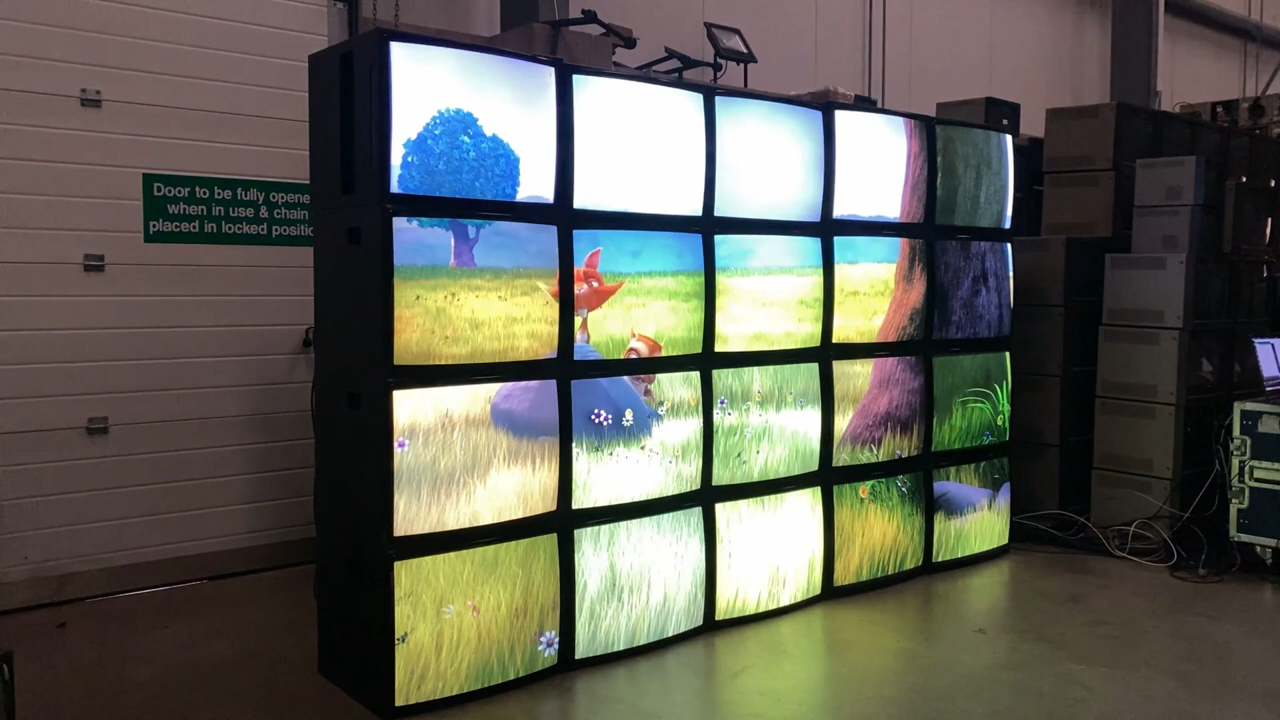 Door to be fully opene
when in use & chain
placed in locked positio